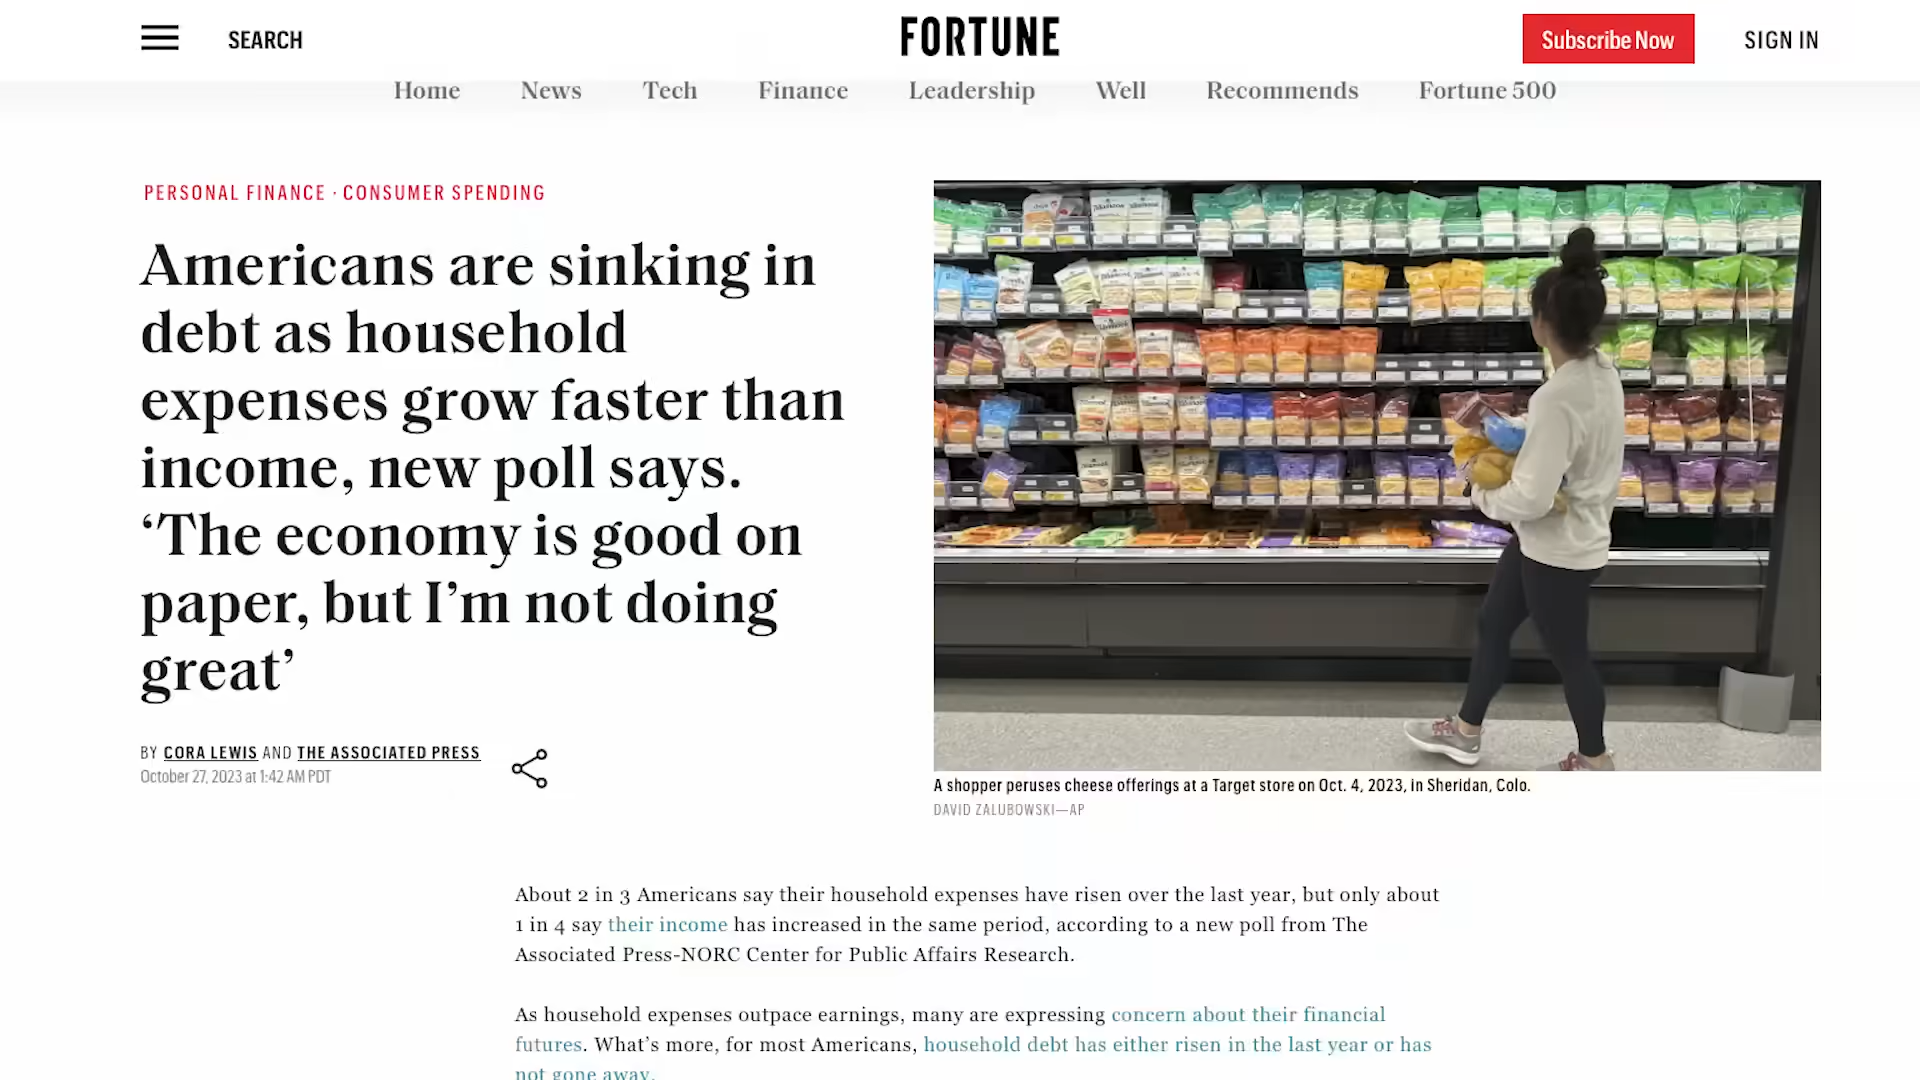 SEARCH
FORTUNE
Subscribe Now
SIGN IN
Home
News
Tech
Finance
Leadership
Well
Recommends
Fortune 500
PERSONAL FINANCE · CONSUMER SPENDING
Americans are sinking in
debt as household
expenses grow faster than
income, new poll says.
‘The economy is good on
paper, but I’m not doing
great’
BY CORA LEWIS AND THE ASSOCIATED PRESS
October 27, 2023 at 1:42 AM PDT
A shopper peruses cheese offerings at a Target store on Oct. 4, 2023, in Sheridan, Colo.
DAVID ZALUBOWSKI—AP
About 2 in 3 Americans say their household expenses have risen over the last year, but only about
1 in 4 say their income has increased in the same period, according to a new poll from The
Associated Press-NORC Center for Public Affairs Research.
As household expenses outpace earnings, many are expressing concern about their financial
futures. What’s more, for most Americans, household debt has either risen in the last year or has
not gone away.